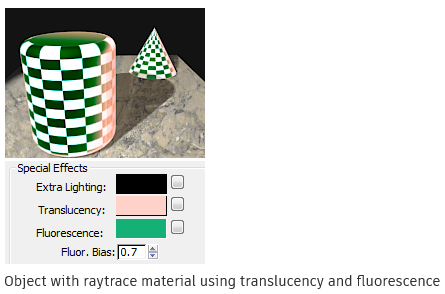 Special Effects
Extra Lighting:
Translucency:
Fluorescence:
Fluor. Bias: 0.7
Object with raytrace material using translucency and fluorescence